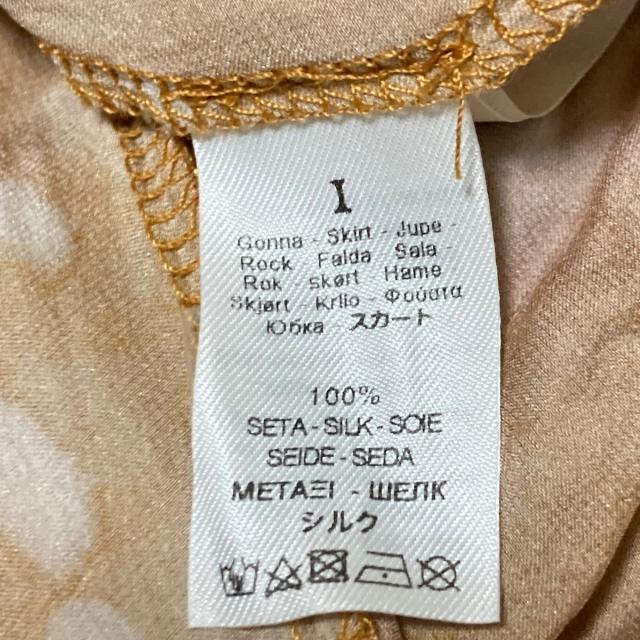 I
Gonna - Skirt - Jupe -
Rock Falda Sala -
Rok - skørt - Hame -
Skjørt - Krilo - Φούστα
Юбка - スカート
100%
SETA - SILK - SOIE
SEIDE - SEDA
ΜΕΤΑΞΙ - ШЕЛК
シルク